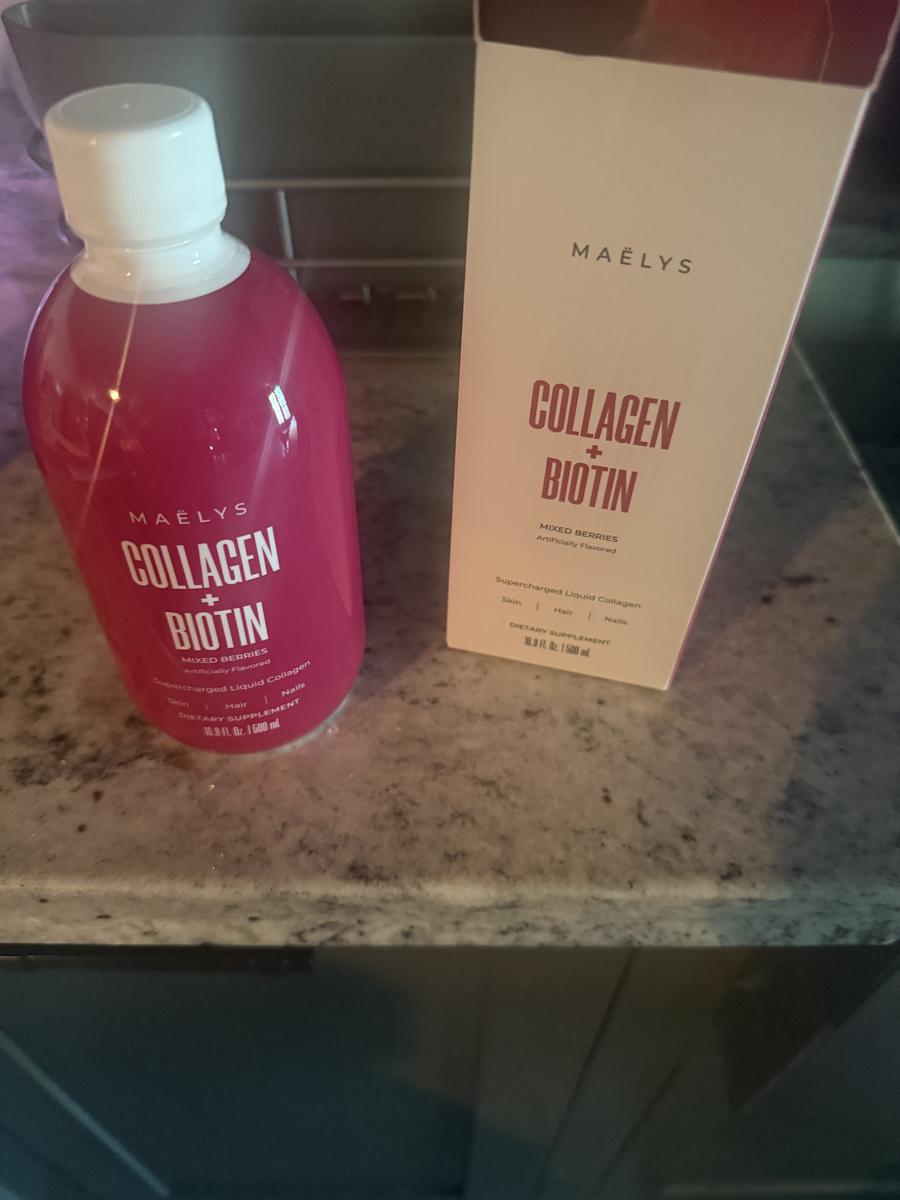 MAËLYS
COLLAGEN
+
BIOTIN
MIXED BERRIES
Artificially Flavored
Supercharged Liquid Collagen
Skin | Hair | Nails
DIETARY SUPPLEMENT
16.9 Fl. Oz. | 500 mL
MAËLYS
COLLAGEN
+
BIOTIN
MIXED BERRIES
Artificially Flavored
Supercharged Liquid Collagen
Skin | Hair | Nails
DIETARY SUPPLEMENT
16.9 Fl. Oz. | 500 mL